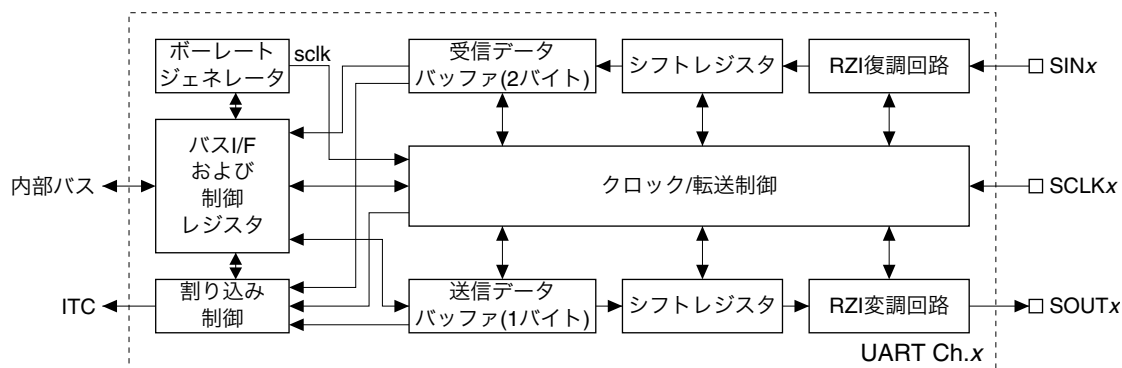 ボーレート
ジェネレータ
sclk
受信データ
バッファ(2バイト)
シフトレジスタ
RZI復調回路
SINx
バスI/F
および
制御
レジスタ
内部バス
クロック/転送制御
SCLKx
割り込み
制御
ITC
送信データ
バッファ(1バイト)
シフトレジスタ
RZI変調回路
SOUTx
UART Ch.x